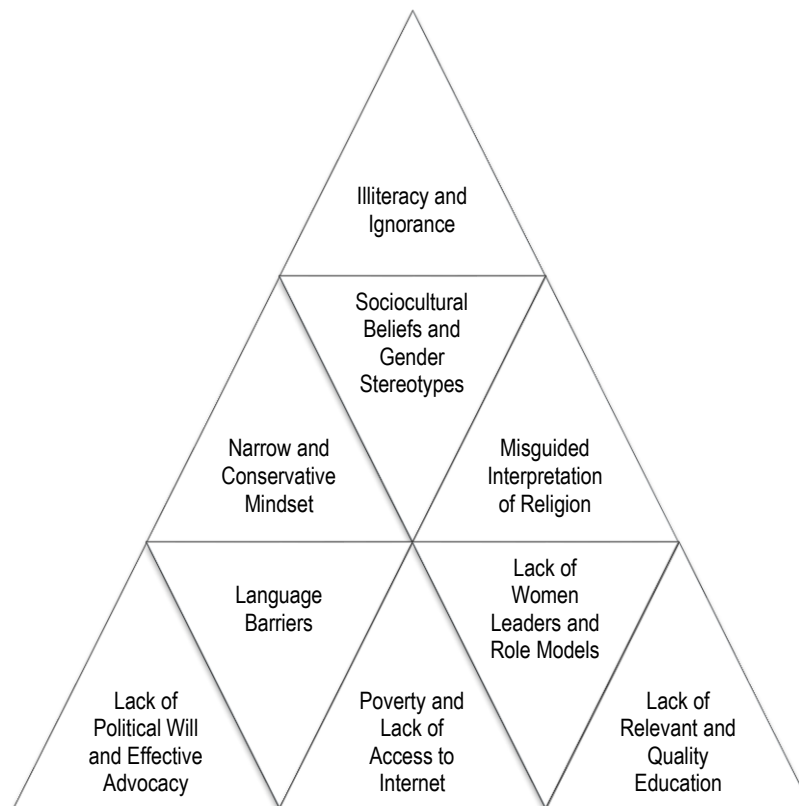 Illiteracy and
Ignorance
Sociocultural
Beliefs and
Gender
Stereotypes
Narrow and
Conservative
Mindset
Misguided
Interpretation
of Religion
Language
Barriers
Lack of
Women
Leaders and
Role Models
Lack of
Political Will
and Effective
Advocacy
Poverty and
Lack of
Access to
Internet
Lack of
Relevant and
Quality
Education